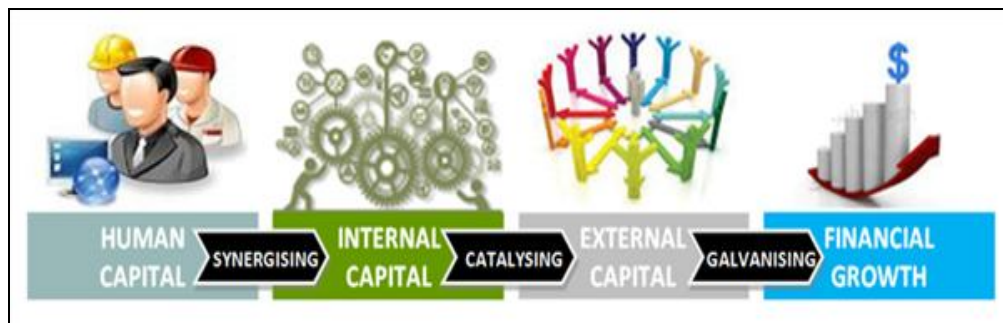 $
HUMAN
CAPITAL
SYNERGISING
INTERNAL
CAPITAL
CATALYSING
EXTERNAL
CAPITAL
GALVANISING
FINANCIAL
GROWTH